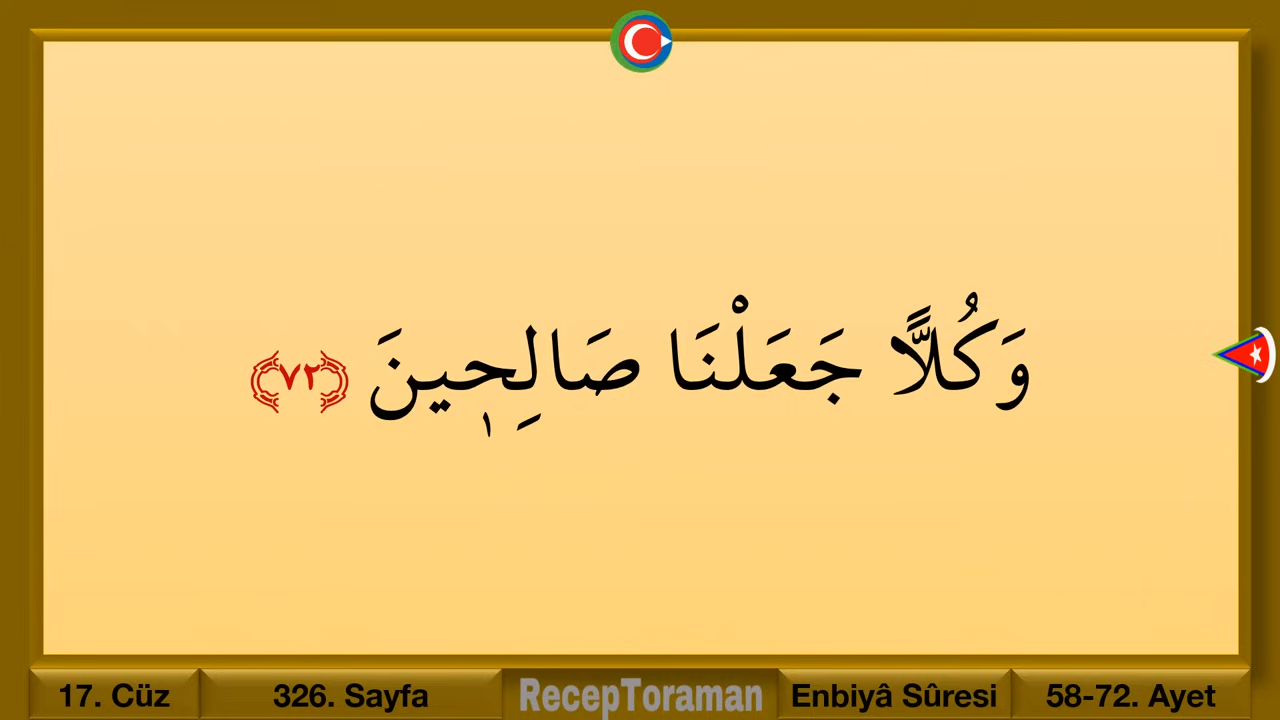 وَكُلًّا جَعَلْنَا صَالِحٖينَ ﴿٧٢﴾
17. Cüz
326. Sayfa
RecepToraman
Enbiyâ Sûresi
58-72. Ayet